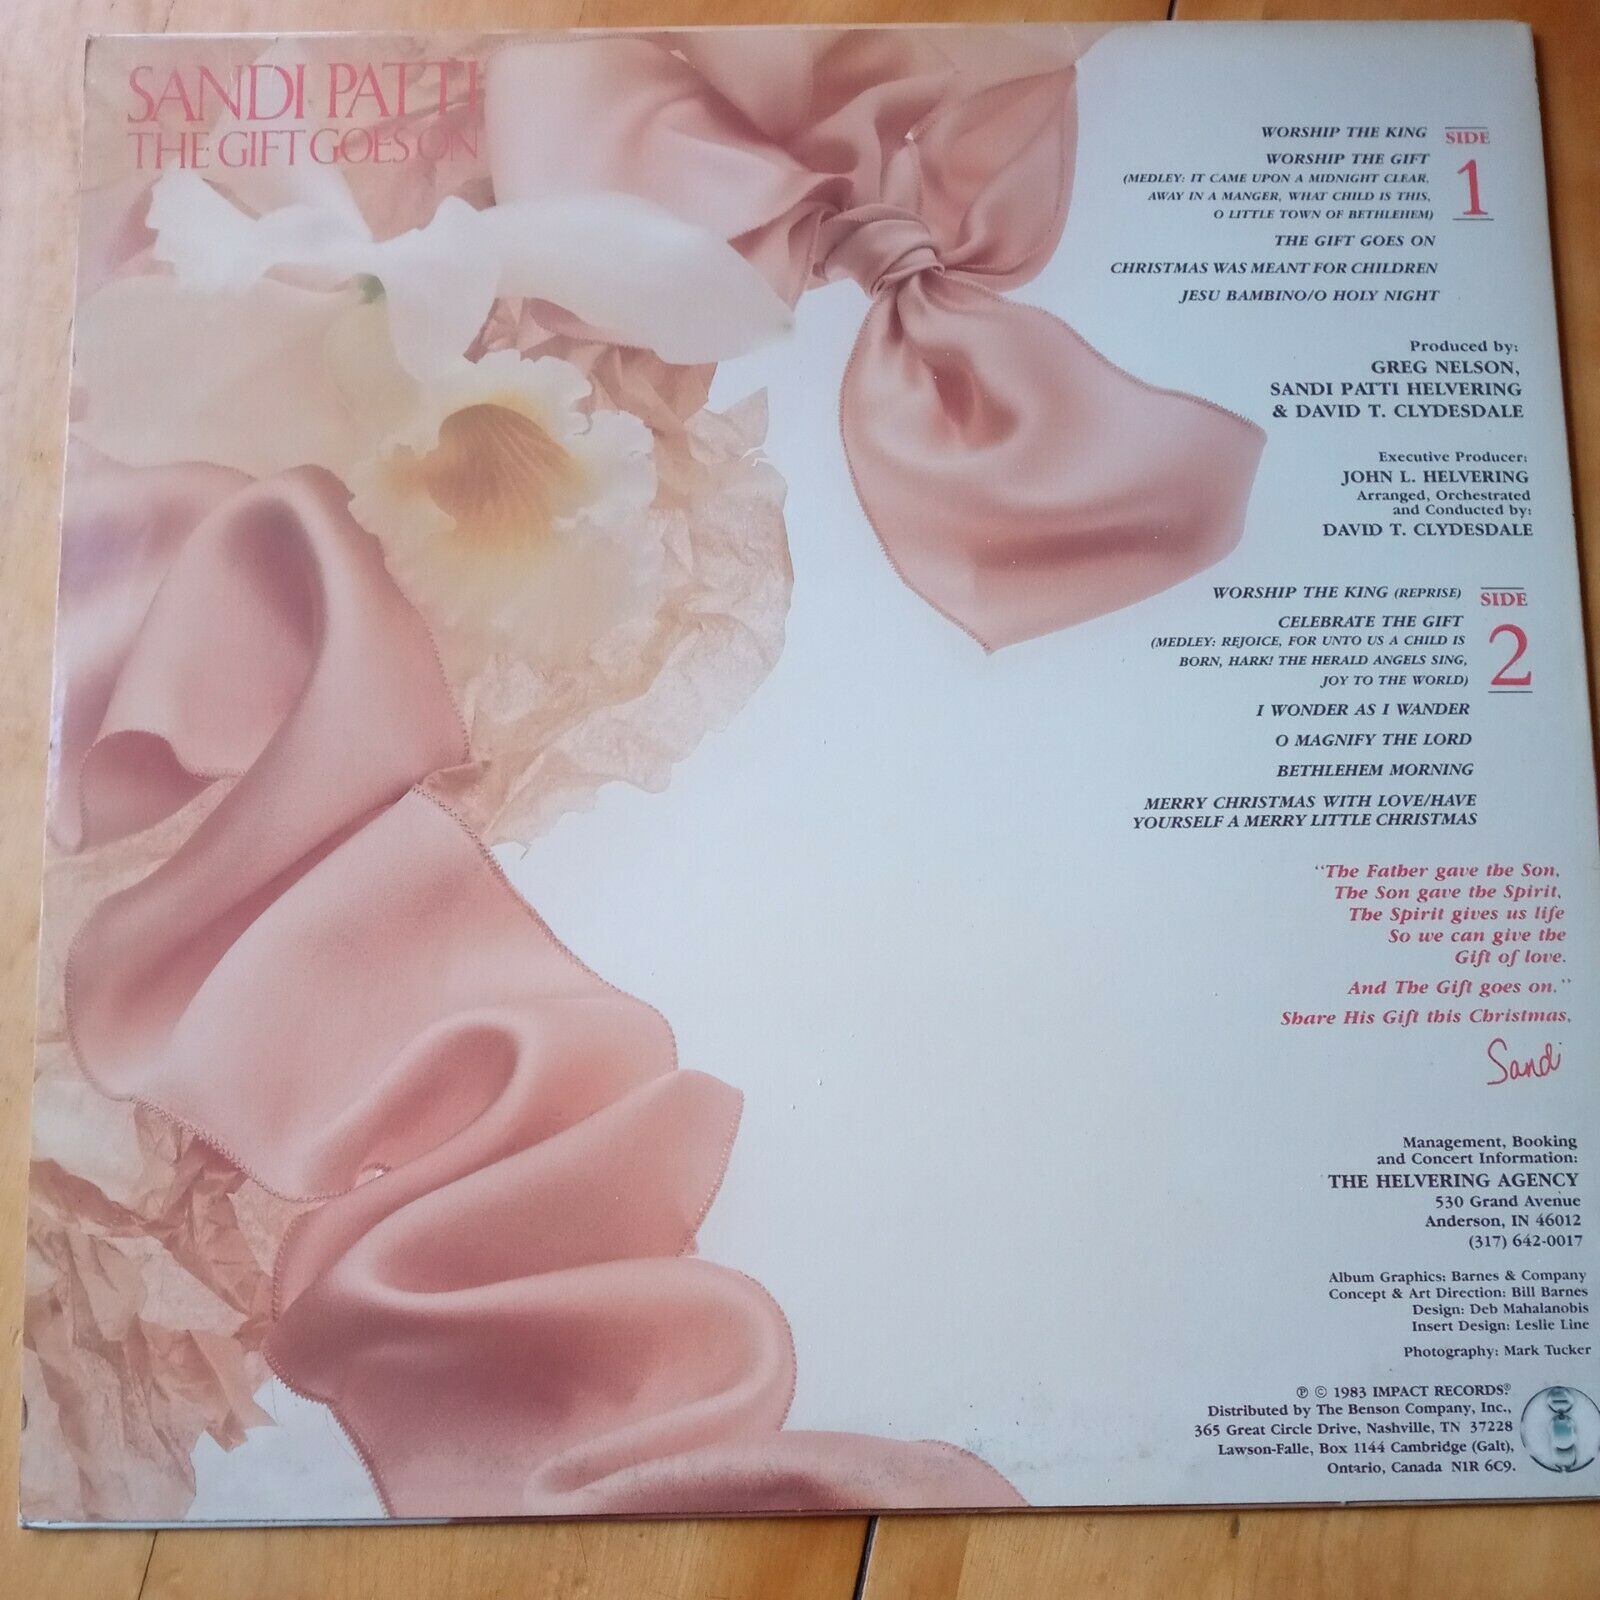 SANDI PATTI
THE GIFT GOES ON
WORSHIP THE KING
WORSHIP THE GIFT
(MEDLEY: IT CAME UPON A MIDNIGHT CLEAR,
AWAY IN A MANGER, WHAT CHILD IS THIS,
O LITTLE TOWN OF BETHLEHEM)
THE GIFT GOES ON
CHRISTMAS WAS MEANT FOR CHILDREN
JESU BAMBINO/O HOLY NIGHT
SIDE
1
Produced by:
GREG NELSON,
SANDI PATTI HELVERING
& DAVID T. CLYDESDALE
Executive Producer:
JOHN L. HELVERING
Arranged, Orchestrated
and Conducted by:
DAVID T. CLYDESDALE
WORSHIP THE KING (REPRISE)
CELEBRATE THE GIFT
(MEDLEY: REJOICE, FOR UNTO US A CHILD IS
BORN, HARK! THE HERALD ANGELS SING,
JOY TO THE WORLD)
I WONDER AS I WANDER
O MAGNIFY THE LORD
BETHLEHEM MORNING
MERRY CHRISTMAS WITH LOVE/HAVE
YOURSELF A MERRY LITTLE CHRISTMAS
SIDE
2
"The Father gave the Son,
The Son gave the Spirit,
The Spirit gives us life
So we can give the
Gift of love.
And The Gift goes on."
Share His Gift this Christmas,
Sandi
Management, Booking
and Concert Information:
THE HELVERING AGENCY
530 Grand Avenue
Anderson, IN 46012
(317) 642-0017
Album Graphics: Barnes & Company
Concept & Art Direction: Bill Barnes
Design: Deb Mahalanobis
Insert Design: Leslie Line
Photography: Mark Tucker
℗ © 1983 IMPACT RECORDS®
Distributed by The Benson Company, Inc.,
365 Great Circle Drive, Nashville, TN 37228
Lawson-Falle, Box 1144 Cambridge (Galt),
Ontario, Canada N1R 6C9.